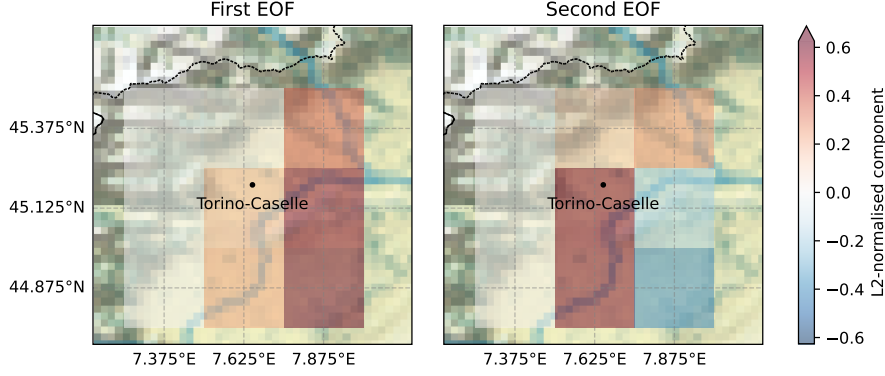 First EOF
Second EOF
45.375°N
45.125°N
44.875°N
Torino-Caselle
Torino-Caselle
7.375°E 7.625°E 7.875°E
7.375°E 7.625°E 7.875°E
0.6
0.4
0.2
0.0
−0.2
−0.4
−0.6
L2-normalised component